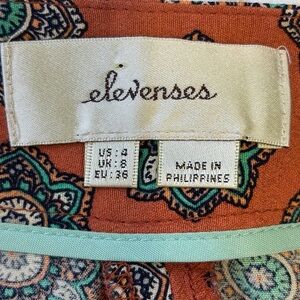 elevenses
US : 4
UK : 8
EU : 36
MADE IN
PHILIPPINES